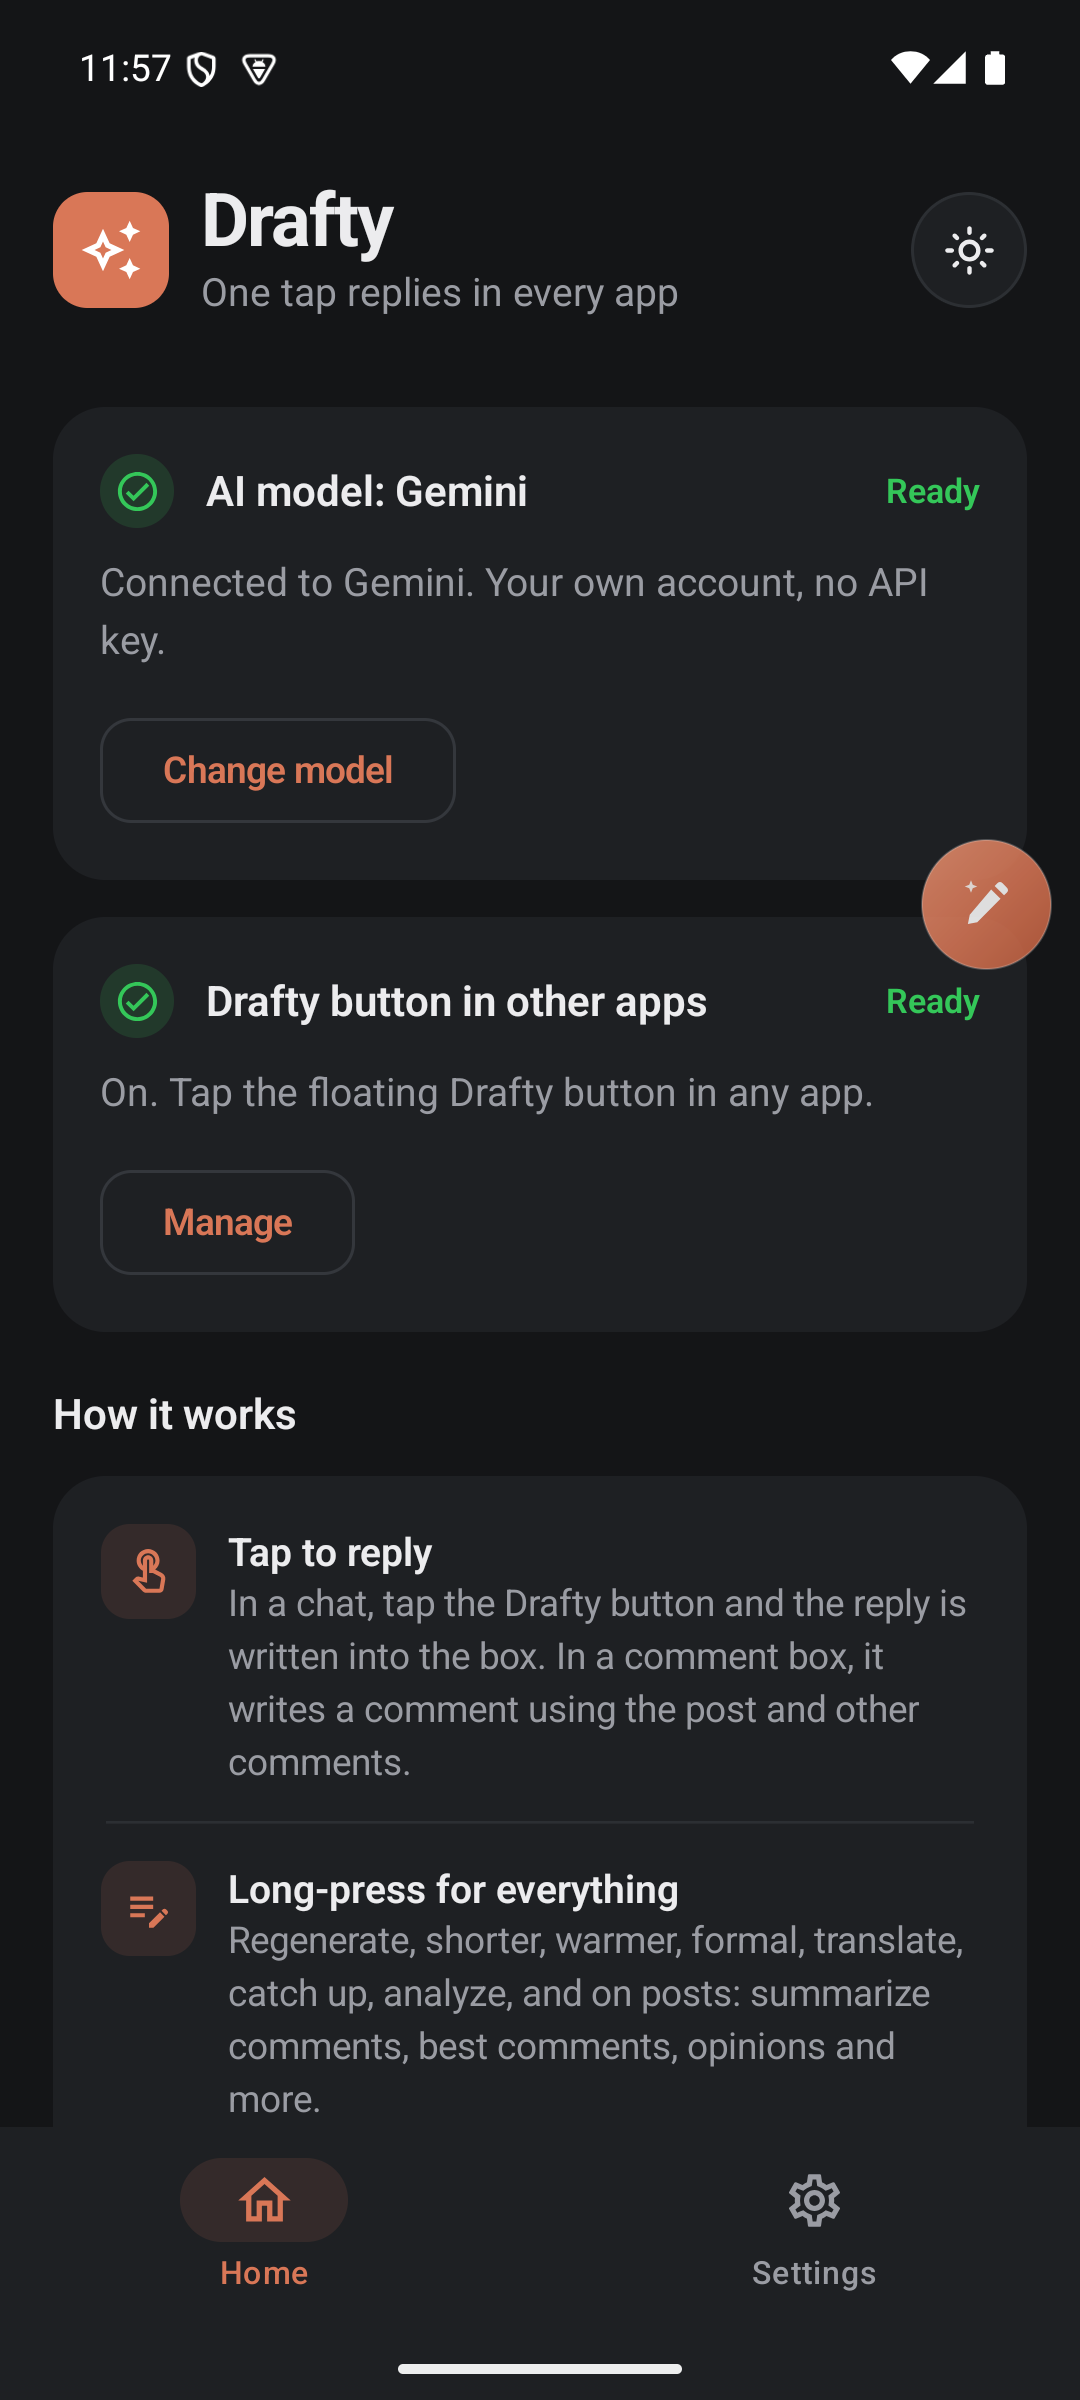 11:57
Drafty
One tap replies in every app
AI model: Gemini
Ready
Connected to Gemini. Your own account, no API
key.
Change model
Drafty button in other apps
Ready
On. Tap the floating Drafty button in any app.
Manage
How it works
Tap to reply
In a chat, tap the Drafty button and the reply is
written into the box. In a comment box, it
writes a comment using the post and other
comments.
Long-press for everything
Regenerate, shorter, warmer, formal, translate,
catch up, analyze, and on posts: summarize
comments, best comments, opinions and
more.
Home
Settings